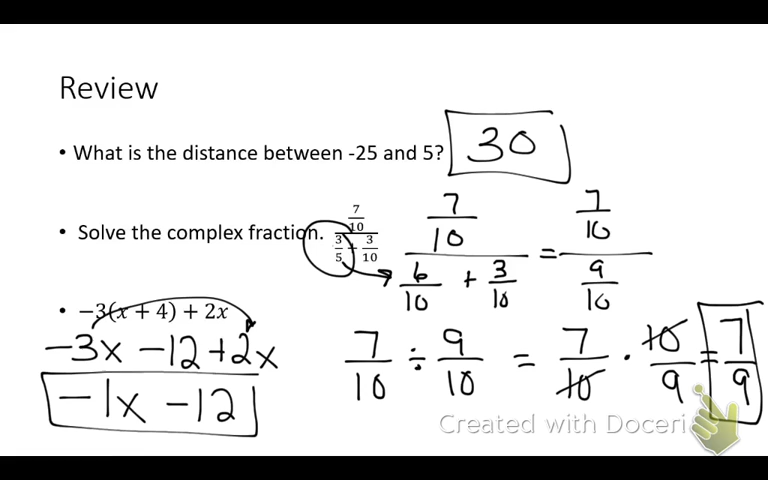 Review
• What is the distance between -25 and 5? 30
• Solve the complex fraction. (7/10)/(3/5 + 3/10) (7/10)/(6/10 + 3/10) = (7/10)/(9/10)
• −3(x + 4) + 2x
-3x -12 +2x
-1x -12
7/10 ÷ 9/10 = 7/10 · 10/9 = 7/9
Created with Doceri